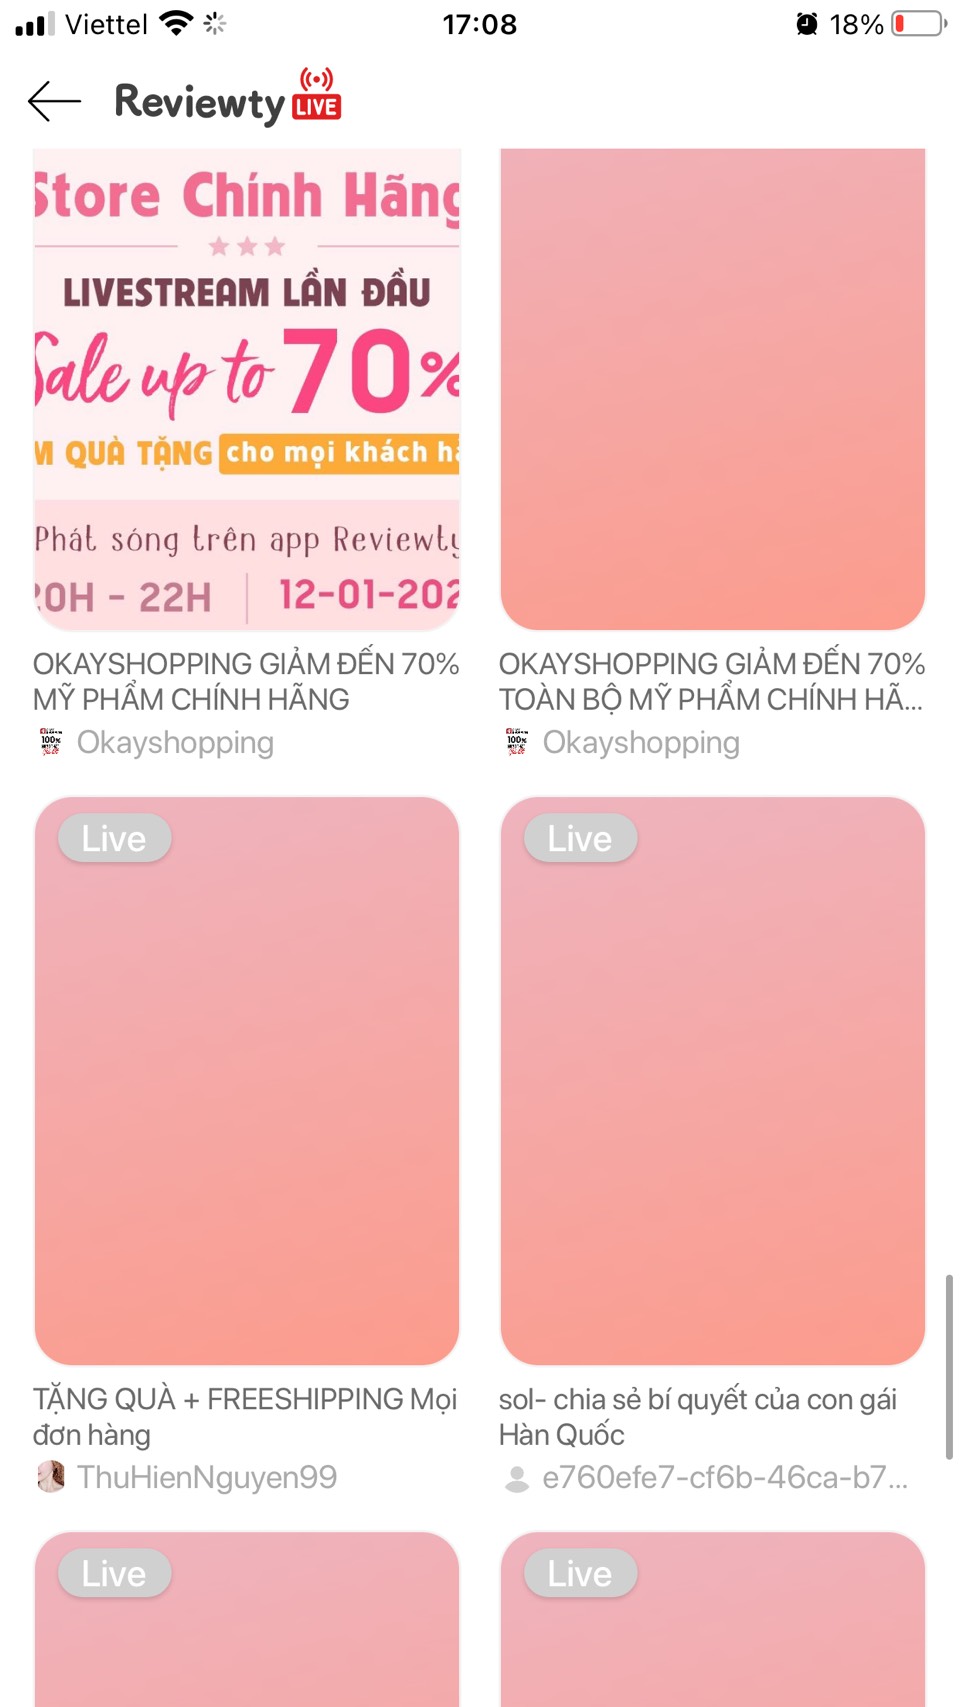 Viettel 17:08 18%
Reviewty LIVE
Store Chính Hãng
LIVESTREAM LẦN ĐẦU
Sale up to 70%
QUÀ TẶNG cho mọi khách
Phát sóng trên app Reviewty
20H - 22H 12-01-202
OKAYSHOPPING GIẢM ĐẾN 70%
MỸ PHẨM CHÍNH HÃNG
Okayshopping
OKAYSHOPPING GIẢM ĐẾN 70%
TOÀN BỘ MỸ PHẨM CHÍNH HÃ...
Okayshopping
Live
TẶNG QUÀ + FREESHIPPING Mọi
đơn hàng
ThuHienNguyen99
Live
sol- chia sẻ bí quyết của con gái
Hàn Quốc
e760efe7-cf6b-46ca-b7...
Live
Live